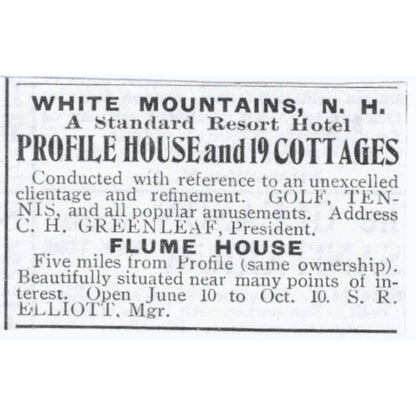 WHITE MOUNTAINS, N. H.
A Standard Resort Hotel
PROFILE HOUSE and 19 COTTAGES
Conducted with reference to an unexcelled
clientage and refinement. GOLF, TEN-
NIS, and all popular amusements. Address
C. H. GREENLEAF, President.
FLUME HOUSE
Five miles from Profile (same ownership).
Beautifully situated near many points of in-
terest. Open June 10 to Oct. 10. S. R.
ELLIOTT, Mgr.